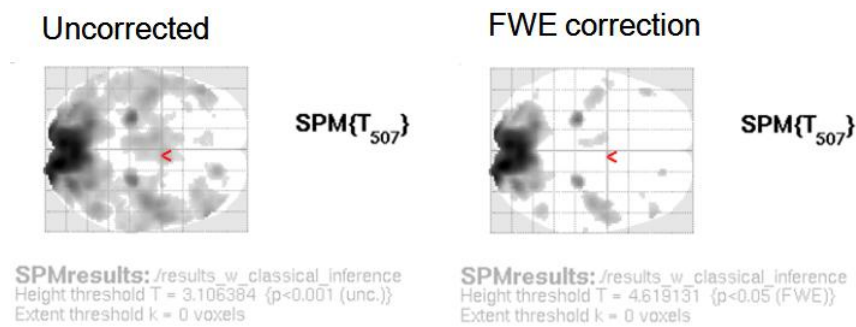 Uncorrected
FWE correction
SPM{T507}
SPM{T507}
<
<
SPMresults: ./results_w_classical_inference
Height threshold T = 3.106384 {p<0.001 (unc.)}
Extent threshold k = 0 voxels
SPMresults: ./results_w_classical_inference
Height threshold T = 4.619131 {p<0.05 (FWE)}
Extent threshold k = 0 voxels